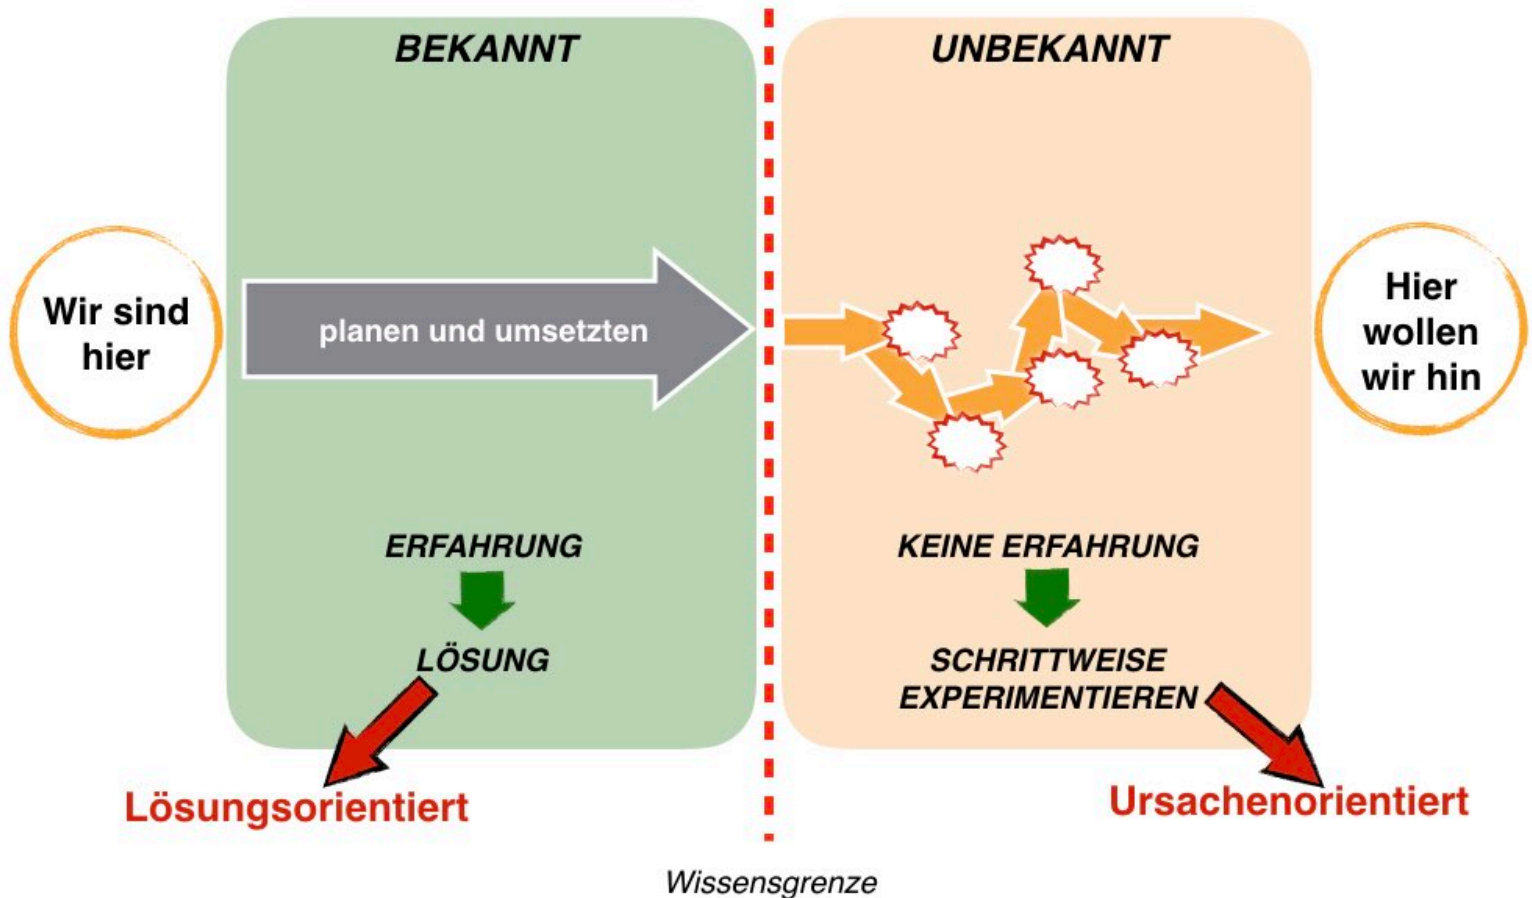 BEKANNT
UNBEKANNT
Wir sind
hier
planen und umsetzten
Hier
wollen
wir hin
ERFAHRUNG
KEINE ERFAHRUNG
LÖSUNG
SCHRITTWEISE
EXPERIMENTIEREN
Lösungsorientiert
Ursachenorientiert
Wissensgrenze